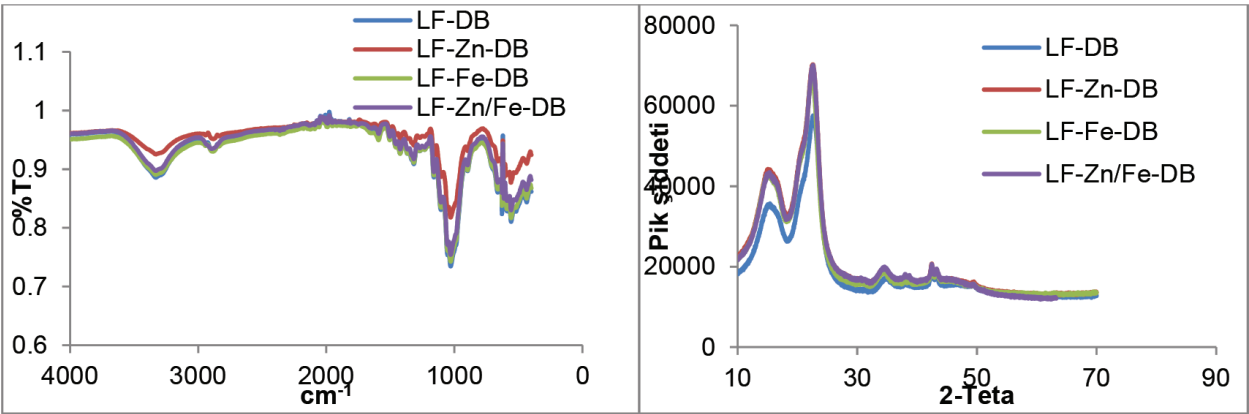 LF-DB
LF-Zn-DB
LF-Fe-DB
LF-Zn/Fe-DB
1.1
1
0.9
0.8
0.7
0.6
%T
4000 3000 2000 1000 0
cm-1
LF-DB
LF-Zn-DB
LF-Fe-DB
LF-Zn/Fe-DB
80000
60000
40000
20000
0
Pik şiddeti
10 30 50 70 90
2-Teta